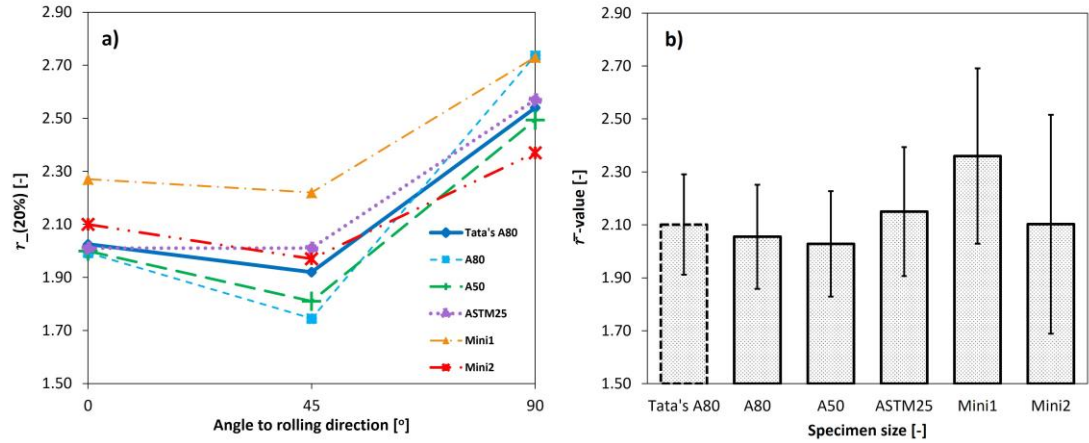 a)
r_(20%) [-]
2.90
2.70
2.50
2.30
2.10
1.90
1.70
1.50
0
45
90
Angle to rolling direction [°]
Tata's A80
A80
A50
ASTM25
Mini1
Mini2
b)
r̄-value [-]
2.90
2.70
2.50
2.30
2.10
1.90
1.70
1.50
Tata's A80
A80
A50
ASTM25
Mini1
Mini2
Specimen size [-]